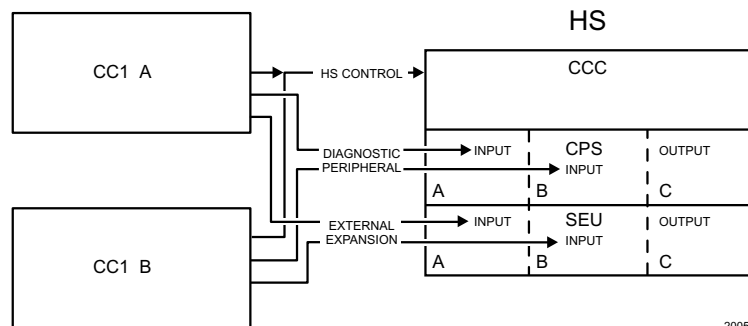 HS
CC1 A
HS CONTROL
CCC
DIAGNOSTIC
PERIPHERAL
INPUT
CPS
INPUT
OUTPUT
A
B
C
EXTERNAL
EXPANSION
INPUT
SEU
INPUT
OUTPUT
A
B
C
CC1 B